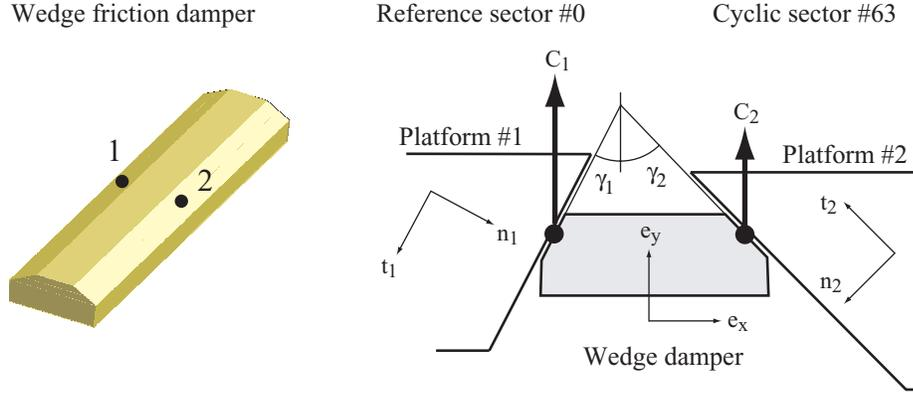 Wedge friction damper
Reference sector #0
Cyclic sector #63
1
2
C1
C2
Platform #1
Platform #2
γ1
γ2
n1
t1
ey
ex
t2
n2
Wedge damper